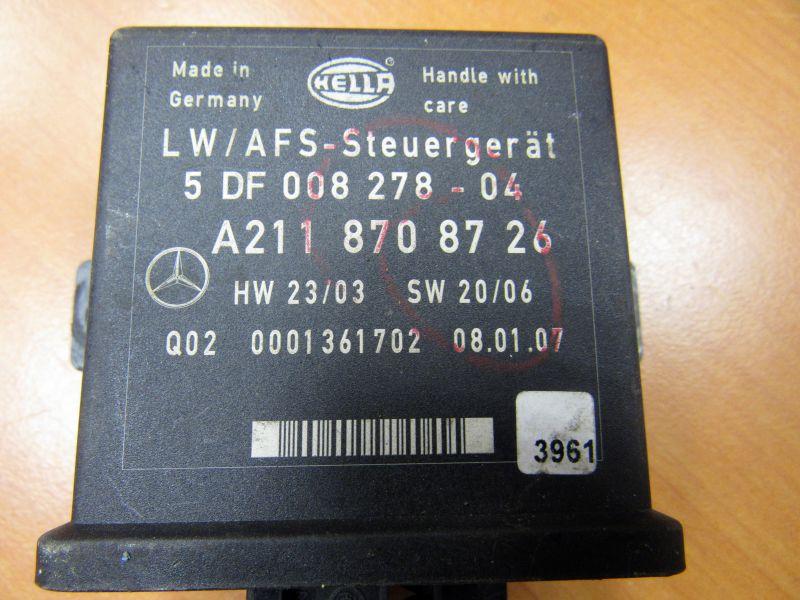 Made in
Germany
HELLA
®
Handle with
care
LW/AFS-Steuergerät
5 DF 008 278 - 04
A211 870 87 26
HW 23/03 SW 20/06
Q02 0001361702 08.01.07
3961